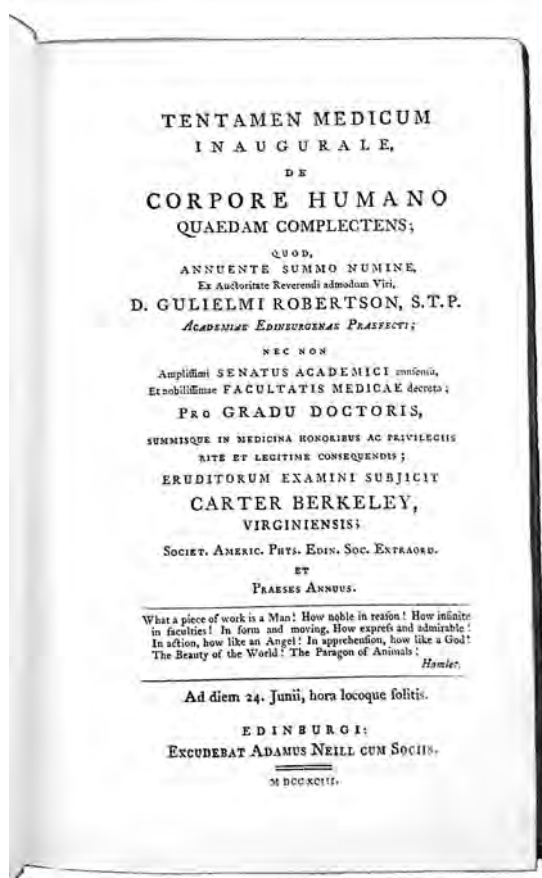 TENTAMEN MEDICUM
INAUGURALE,
DE
CORPORE HUMANO
QUAEDAM COMPLECTENS;
QUOD,
ANNUENTE SUMMO NUMINE,
Ex Auctoritate Reverendi admodum Viri,
D. GULIELMI ROBERTSON, S.T.P.
ACADEMIAE EDINBURGENAE PRAEFECTI;
NEC NON
Amplissimi SENATUS ACADEMICI consensu,
Et nobilissimae FACULTATIS MEDICAE decreto;
PRO GRADU DOCTORIS,
SUMMISQUE IN MEDICINA HONORIBUS AC PRIVILEGIIS
RITE ET LEGITIME CONSEQUENDIS;
ERUDITORUM EXAMINI SUBJICIT
CARTER BERKELEY,
VIRGINIENSIS;
SOCIET. AMERIC. PHYS. EDIN. SOC. EXTRAORD.
ET
PRAESES ANNUUS.
What a piece of work is a Man! How noble in reaſon! How infinite
in faculties! In form and moving, How expreſs and admirable!
In action, how like an Angel! In apprehenſion, how like a God!
The Beauty of the World! The Paragon of Animals!
Hamlet.
Ad diem 24. Junii, hora locoque ſolitis.
EDINBURGI:
EXCUDEBAT ADAMUS NEILL CUM SOCIIS.
M DCC XCIII.